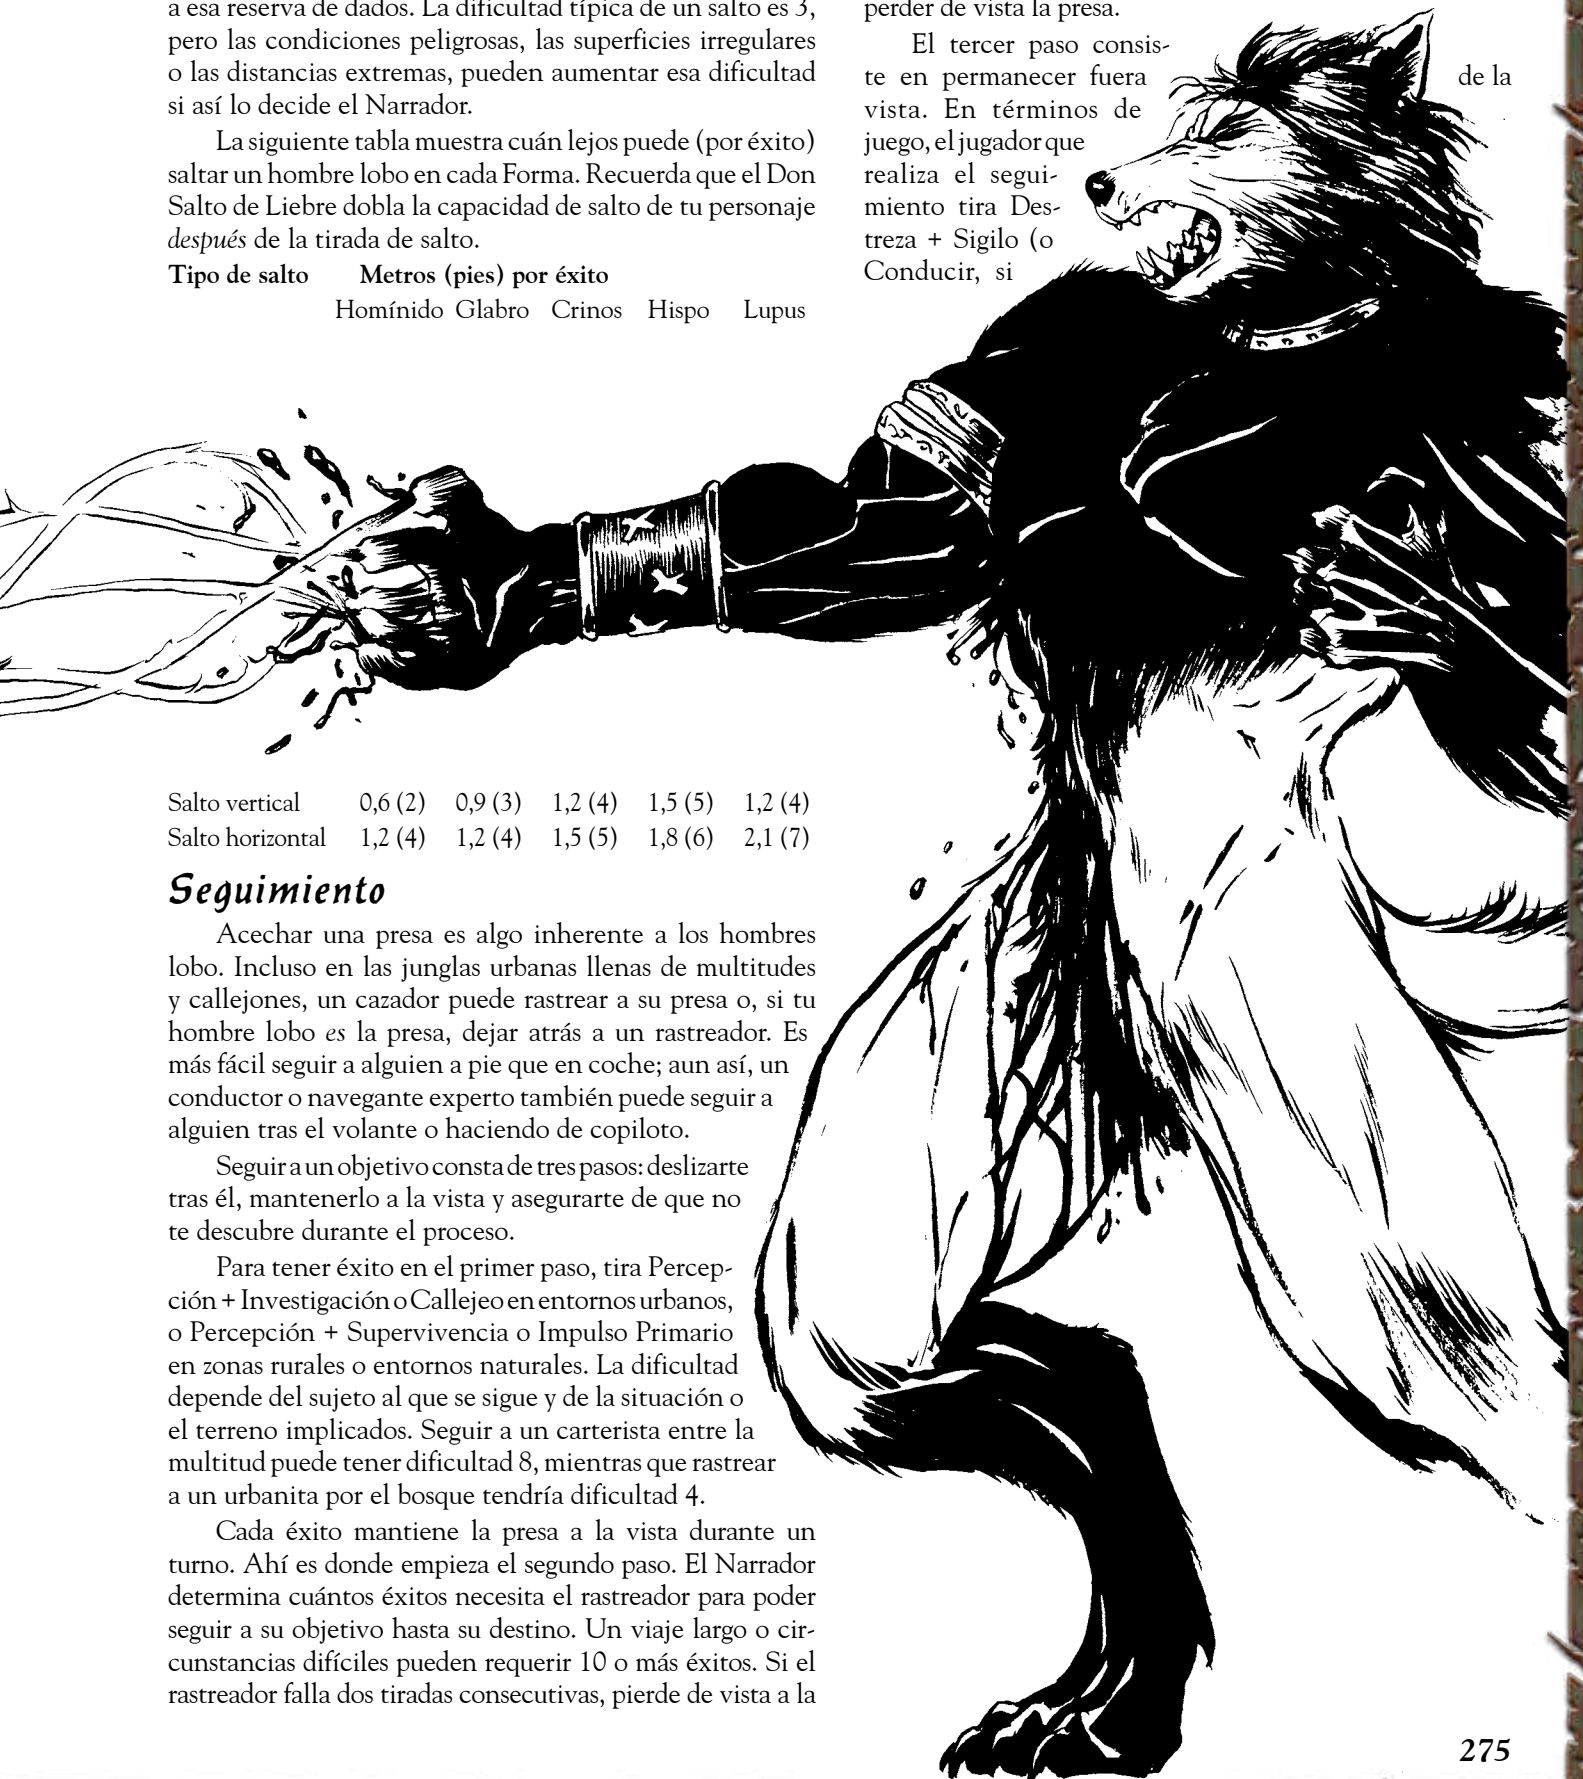 a esa reserva de dados. La dificultad típica de un salto es 3,
pero las condiciones peligrosas, las superficies irregulares
o las distancias extremas, pueden aumentar esa dificultad
si así lo decide el Narrador.
La siguiente tabla muestra cuán lejos puede (por éxito)
saltar un hombre lobo en cada Forma. Recuerda que el Don
Salto de Liebre dobla la capacidad de salto de tu personaje
después de la tirada de salto.
Tipo de salto Metros (pies) por éxito
Homínido Glabro Crinos Hispo Lupus
Salto vertical 0,6 (2) 0,9 (3) 1,2 (4) 1,5 (5) 1,2 (4)
Salto horizontal 1,2 (4) 1,2 (4) 1,5 (5) 1,8 (6) 2,1 (7)
Seguimiento
Acechar una presa es algo inherente a los hombres
lobo. Incluso en las junglas urbanas llenas de multitudes
y callejones, un cazador puede rastrear a su presa o, si tu
hombre lobo es la presa, dejar atrás a un rastreador. Es
más fácil seguir a alguien a pie que en coche; aun así, un
conductor o navegante experto también puede seguir a
alguien tras el volante o haciendo de copiloto.
Seguir a un objetivo consta de tres pasos: deslizarte
tras él, mantenerlo a la vista y asegurarte de que no
te descubre durante el proceso.
Para tener éxito en el primer paso, tira Percep-
ción + Investigación o Callejeo en entornos urbanos,
o Percepción + Supervivencia o Impulso Primario
en zonas rurales o entornos naturales. La dificultad
depende del sujeto al que se sigue y de la situación o
el terreno implicados. Seguir a un carterista entre la
multitud puede tener dificultad 8, mientras que rastrear
a un urbanita por el bosque tendría dificultad 4.
Cada éxito mantiene la presa a la vista durante un
turno. Ahí es donde empieza el segundo paso. El Narrador
determina cuántos éxitos necesita el rastreador para poder
seguir a su objetivo hasta su destino. Un viaje largo o cir-
cunstancias difíciles pueden requerir 10 o más éxitos. Si el
rastreador falla dos tiradas consecutivas, pierde de vista a la
perder de vista la presa.
El tercer paso consis-
te en permanecer fuera de la
vista. En términos de
juego, el jugador que
realiza el segui-
miento tira Des-
treza + Sigilo (o
Conducir, si
275